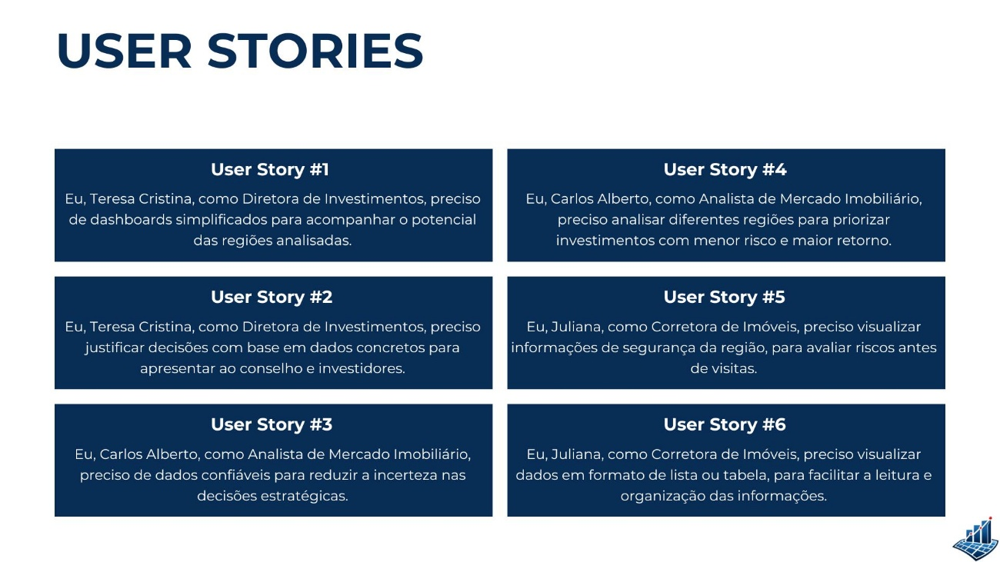 USER STORIES
User Story #1
Eu, Teresa Cristina, como Diretora de Investimentos, preciso
de dashboards simplificados para acompanhar o potencial
das regiões analisadas.
User Story #2
Eu, Teresa Cristina, como Diretora de Investimentos, preciso
justificar decisões com base em dados concretos para
apresentar ao conselho e investidores.
User Story #3
Eu, Carlos Alberto, como Analista de Mercado Imobiliário,
preciso de dados confiáveis para reduzir a incerteza nas
decisões estratégicas.
User Story #4
Eu, Carlos Alberto, como Analista de Mercado Imobiliário,
preciso analisar diferentes regiões para priorizar
investimentos com menor risco e maior retorno.
User Story #5
Eu, Juliana, como Corretora de Imóveis, preciso visualizar
informações de segurança da região, para avaliar riscos antes
de visitas.
User Story #6
Eu, Juliana, como Corretora de Imóveis, preciso visualizar
dados em formato de lista ou tabela, para facilitar a leitura e
organização das informações.